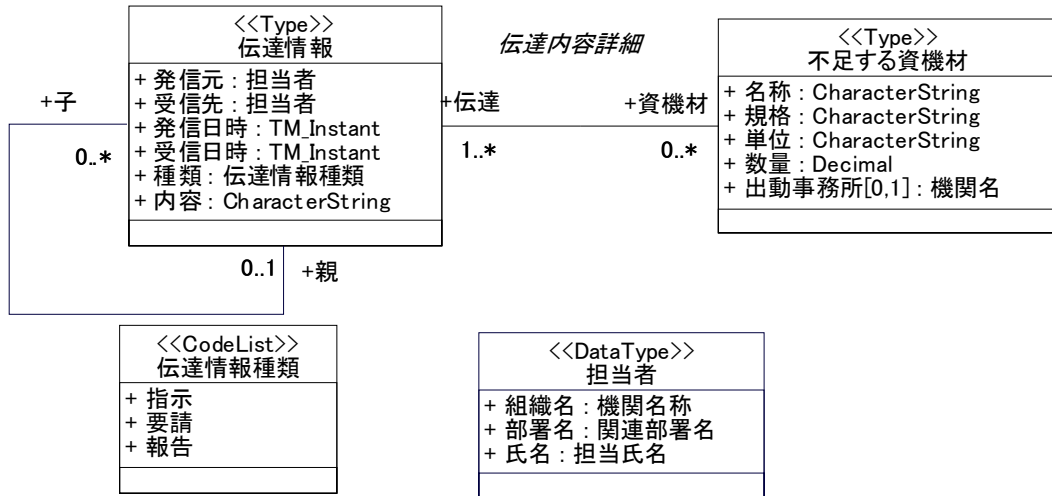 <<Type>>
伝達情報
+ 発信元 : 担当者
+ 受信先 : 担当者
+ 発信日時 : TM_Instant
+ 受信日時 : TM_Instant
+ 種類 : 伝達情報種類
+ 内容 : CharacterString
伝達内容詳細
<<Type>>
不足する資機材
+ 名称 : CharacterString
+ 規格 : CharacterString
+ 単位 : CharacterString
+ 数量 : Decimal
+ 出動事務所[0,1] : 機関名
+子
0..*
+伝達
1..*
+資機材
0..*
0..1
+親
<<CodeList>>
伝達情報種類
+ 指示
+ 要請
+ 報告
<<DataType>>
担当者
+ 組織名 : 機関名称
+ 部署名 : 関連部署名
+ 氏名 : 担当氏名